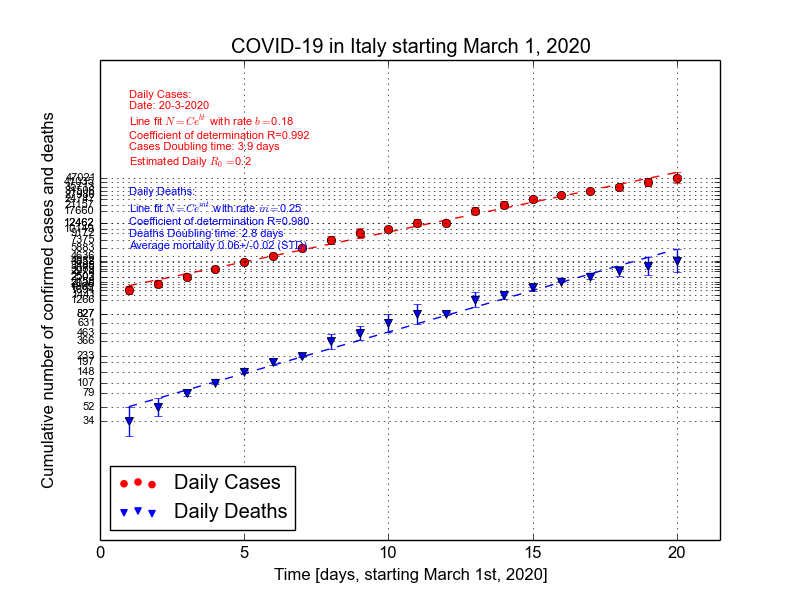 COVID-19 in Italy starting March 1, 2020
Daily Cases:
Date: 20-3-2020
Line fit N=Ce^{bt} with rate b=0.18
Coefficient of determination R=0.992
Cases Doubling time: 3.9 days
Estimated Daily R_0=0.2
Daily Deaths:
Line fit N=Ce^{mt} with rate m=0.25
Coefficient of determination R=0.980
Deaths Doubling time: 2.8 days
Average mortality 0.06+/-0.02 (STD)
Cumulative number of confirmed cases and deaths
47021
17660
12462
9172
7375
5883
1266
827
631
463
366
233
197
148
107
79
52
34
Daily Cases
Daily Deaths
0 5 10 15 20
Time [days, starting March 1st, 2020]